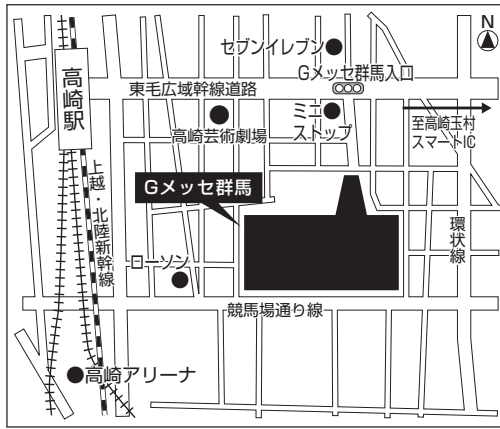 N
セブンイレブン
Gメッセ群馬入口
高崎駅
東毛広域幹線道路
ミニ
ストップ
高崎芸術劇場
至高崎玉村
スマートIC
上越・北陸新幹線
Gメッセ群馬
環状線
ローソン
競馬場通り線
高崎アリーナ